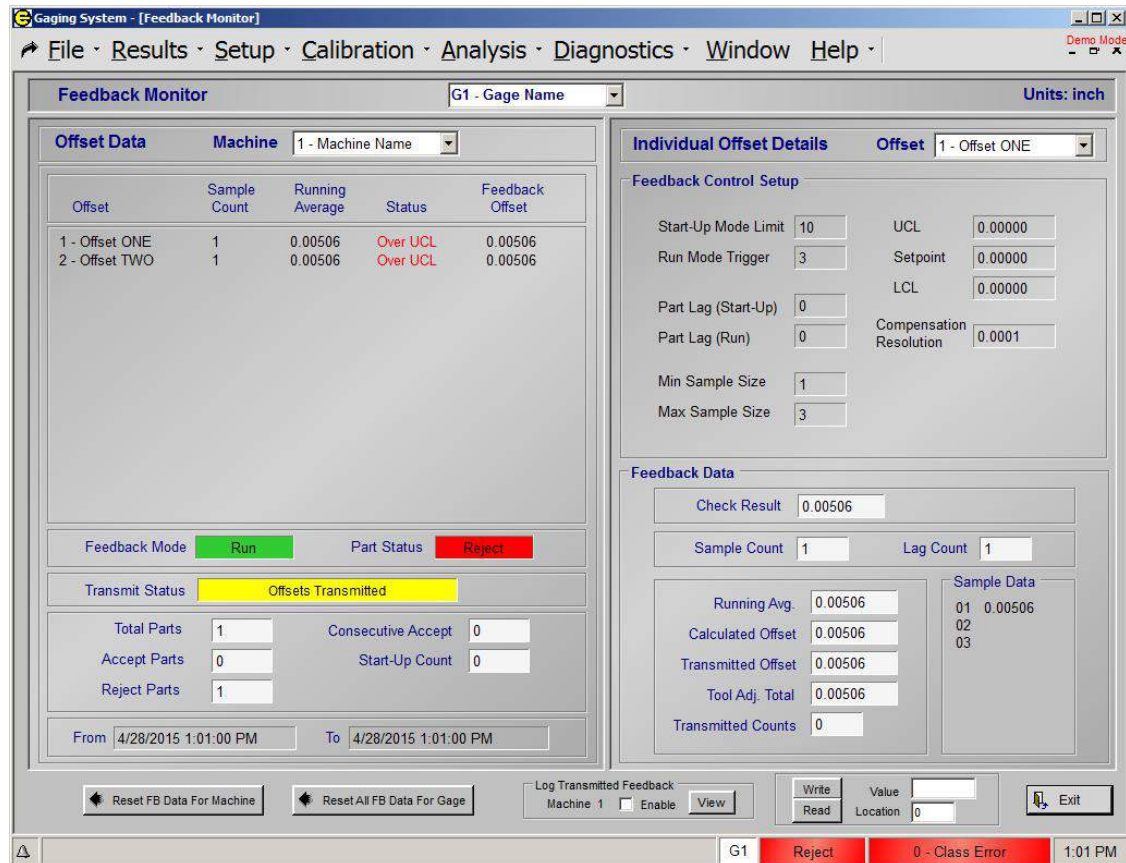 Gaging System - [Feedback Monitor]
File · Results · Setup · Calibration · Analysis · Diagnostics · Window Help ·
Demo Mode
Feedback Monitor G1 - Gage Name Units: inch
Offset Data Machine 1 - Machine Name
Offset Sample Count Running Average Status Feedback Offset
1 - Offset ONE 1 0.00506 Over UCL 0.00506
2 - Offset TWO 1 0.00506 Over UCL 0.00506
Feedback Mode Run Part Status Reject
Transmit Status Offsets Transmitted
Total Parts 1 Consecutive Accept 0
Accept Parts 0 Start-Up Count 0
Reject Parts 1
From 4/28/2015 1:01:00 PM To 4/28/2015 1:01:00 PM
Individual Offset Details Offset 1 - Offset ONE
Feedback Control Setup
Start-Up Mode Limit 10 UCL 0.00000
Run Mode Trigger 3 Setpoint 0.00000
LCL 0.00000
Part Lag (Start-Up) 0
Part Lag (Run) 0 Compensation Resolution 0.0001
Min Sample Size 1
Max Sample Size 3
Feedback Data
Check Result 0.00506
Sample Count 1 Lag Count 1
Running Avg. 0.00506
Calculated Offset 0.00506
Transmitted Offset 0.00506
Tool Adj. Total 0.00506
Transmitted Counts 0
Sample Data
01 0.00506
02
03
Reset FB Data For Machine Reset All FB Data For Gage
Log Transmitted Feedback
Machine 1 Enable View
Write Value
Read Location 0
Exit
G1 Reject 0 - Class Error 1:01 PM